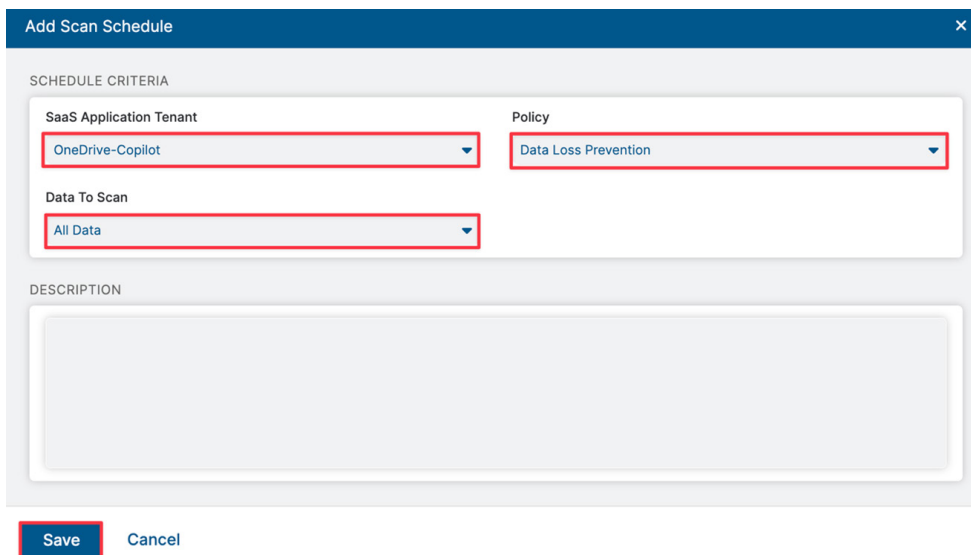 Add Scan Schedule
SCHEDULE CRITERIA
SaaS Application Tenant
Policy
OneDrive-Copilot
Data Loss Prevention
Data To Scan
All Data
DESCRIPTION
Save
Cancel